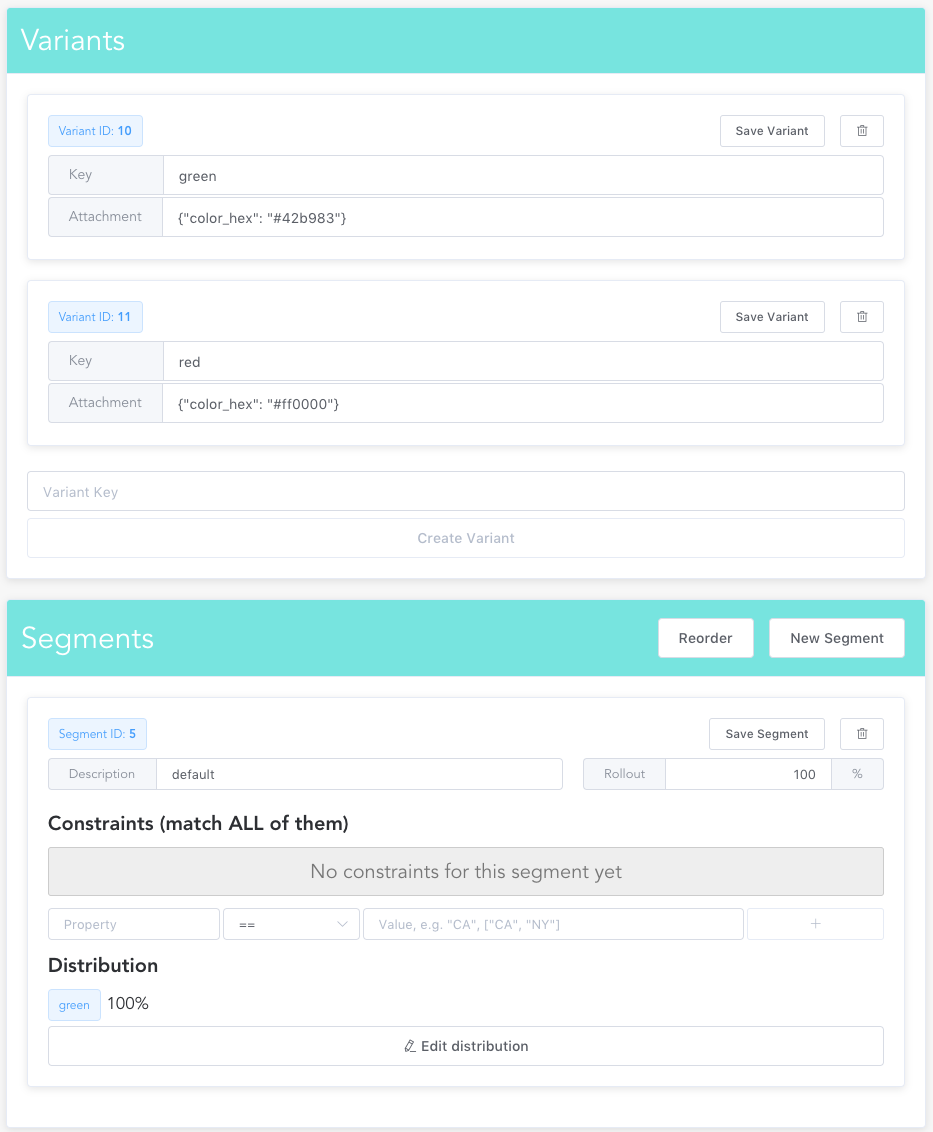 Variants
Variant ID: 10
Save Variant
Key
green
Attachment
{"color_hex": "#42b983"}
Variant ID: 11
Save Variant
Key
red
Attachment
{"color_hex": "#ff0000"}
Variant Key
Create Variant
Segments
Reorder
New Segment
Segment ID: 5
Save Segment
Description
default
Rollout
100
%
Constraints (match ALL of them)
No constraints for this segment yet
Property
==
Value, e.g. "CA", ["CA", "NY"]
+
Distribution
green 100%
Edit distribution